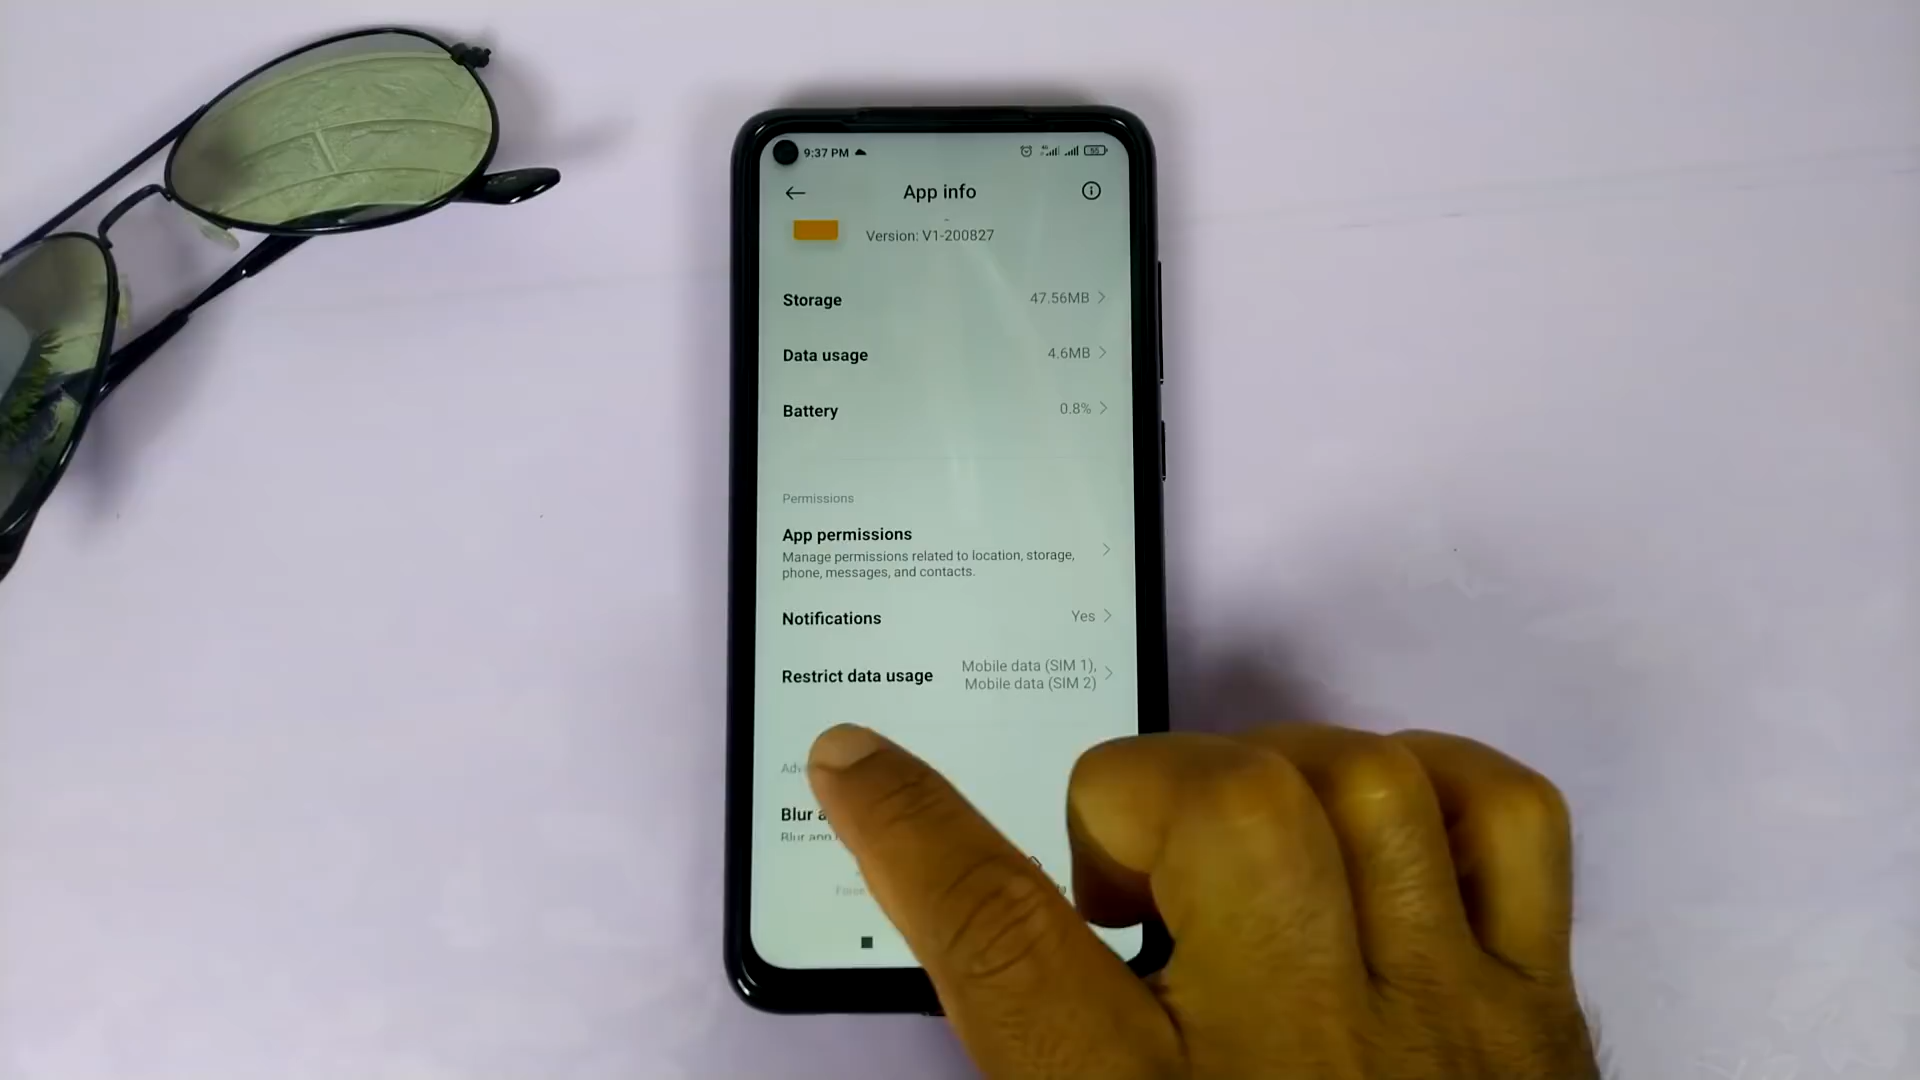 9:37 PM
55
App info
Version: V1-200827
Storage 47.56MB
Data usage 4.6MB
Battery 0.8%
Permissions
App permissions
Manage permissions related to location, storage,
phone, messages, and contacts.
Notifications Yes
Restrict data usage Mobile data (SIM 1),
Mobile data (SIM 2)
Blur
Blur app
Force